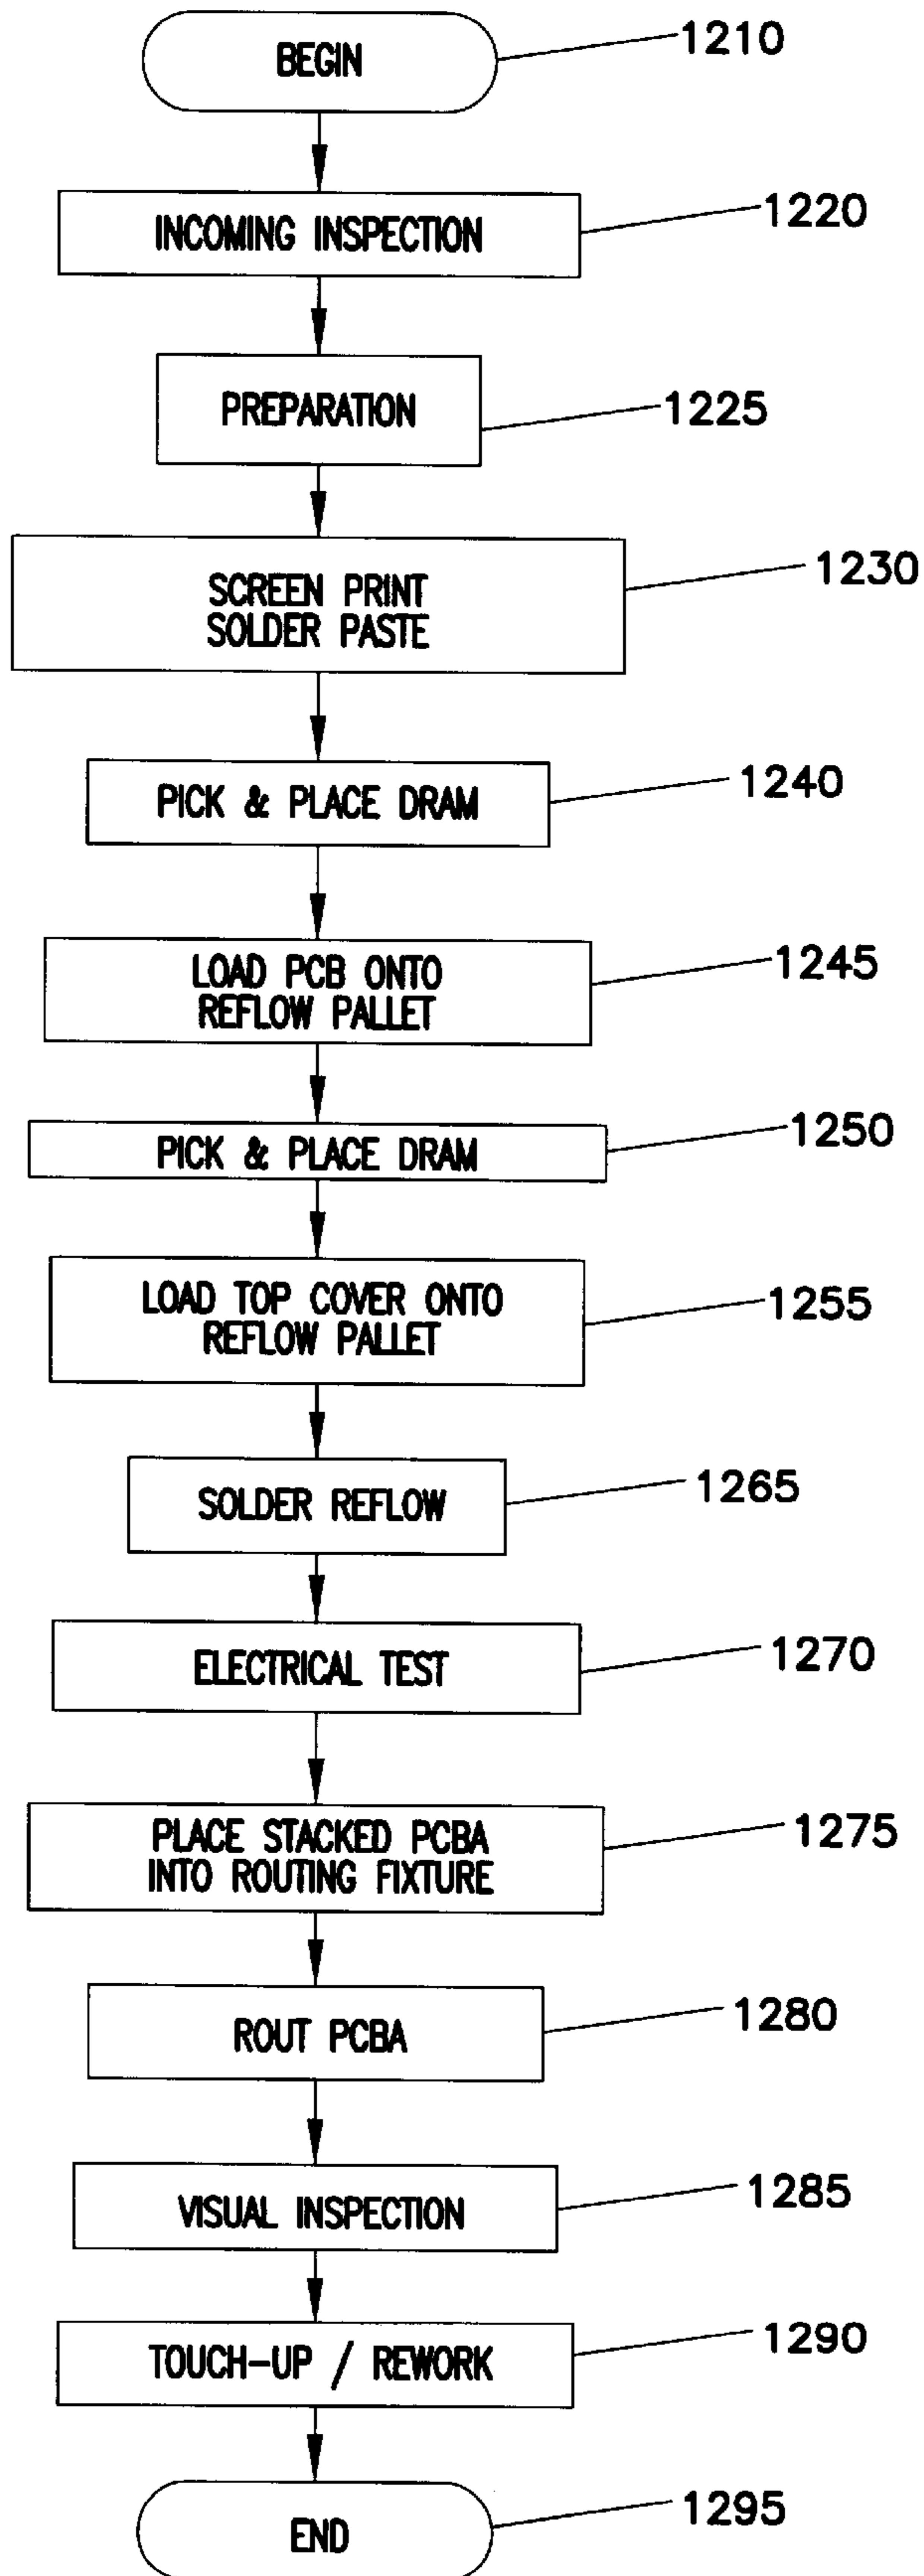 BEGIN
1210
INCOMING INSPECTION
1220
PREPARATION
1225
SCREEN PRINT
SOLDER PASTE
1230
PICK & PLACE DRAM
1240
LOAD PCB ONTO
REFLOW PALLET
1245
PICK & PLACE DRAM
1250
LOAD TOP COVER ONTO
REFLOW PALLET
1255
SOLDER REFLOW
1265
ELECTRICAL TEST
1270
PLACE STACKED PCBA
INTO ROUTING FIXTURE
1275
ROUT PCBA
1280
VISUAL INSPECTION
1285
TOUCH-UP / REWORK
1290
END
1295